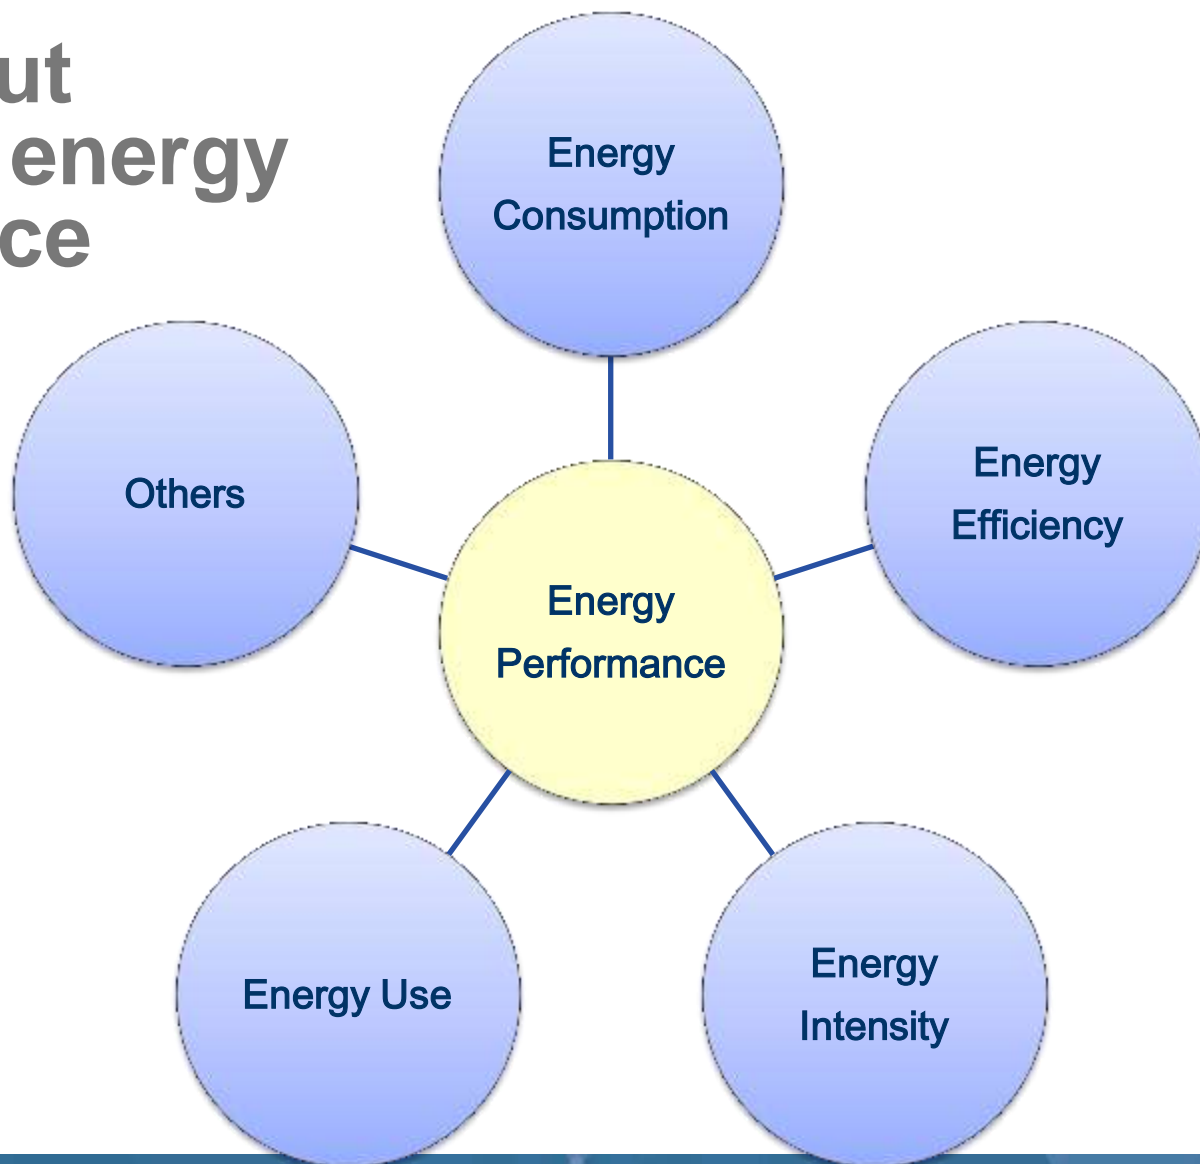 ut
energy
ce
Energy
Consumption
Energy
Efficiency
Energy
Intensity
Energy Use
Others
Energy
Performance